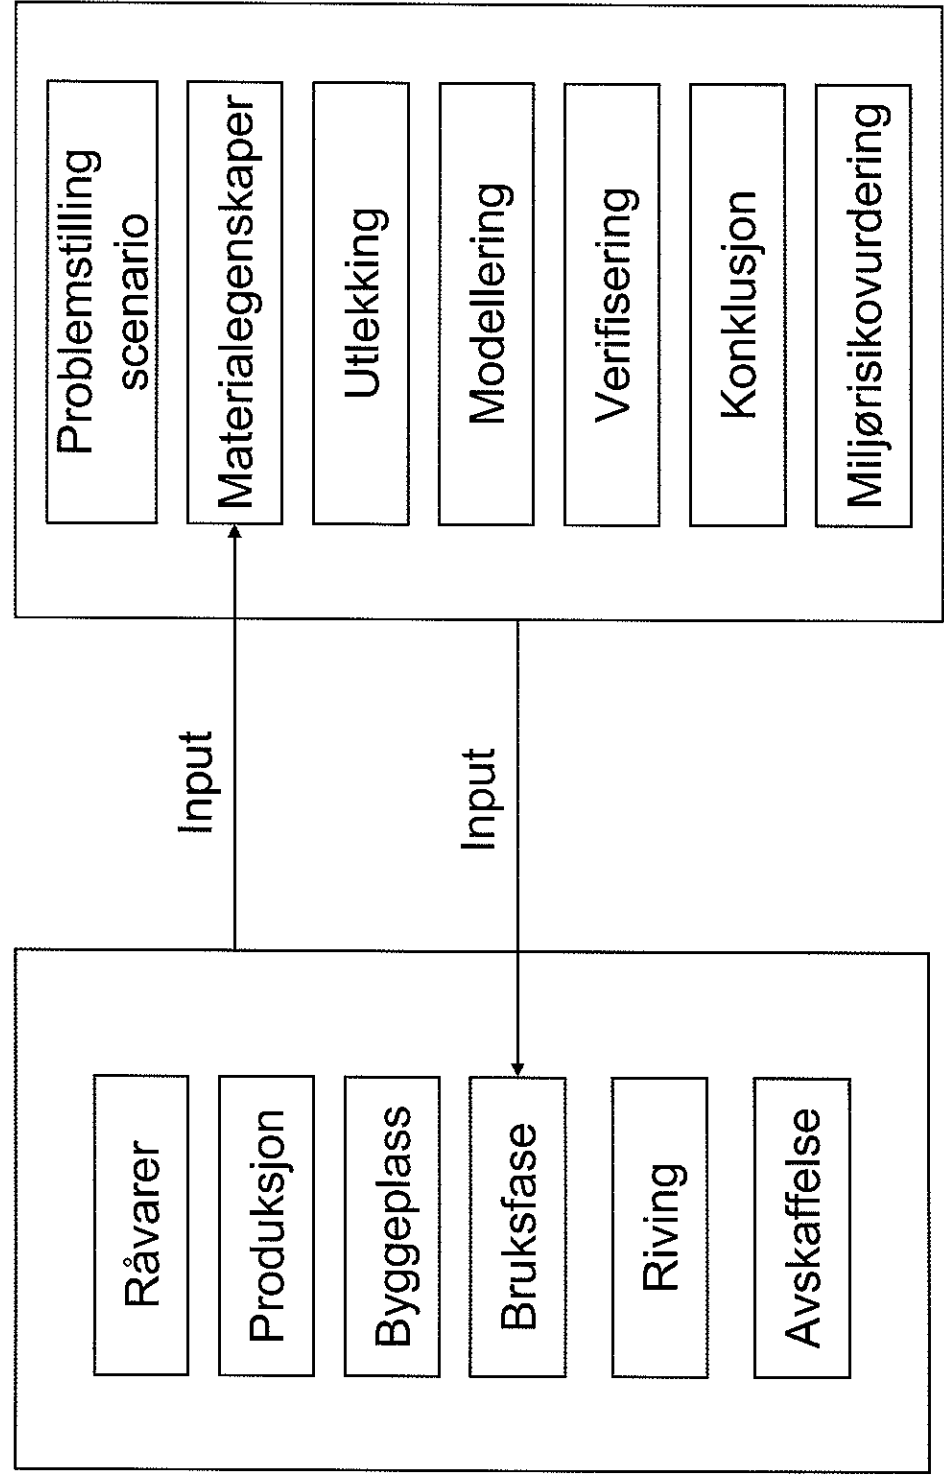 Råvarer
Produksjon
Byggeplass
Bruksfase
Riving
Avskaffelse
Input
Input
Problemstilling
scenario
Materialegenskaper
Utlekking
Modellering
Verifisering
Konklusjon
Miljørisikovurdering